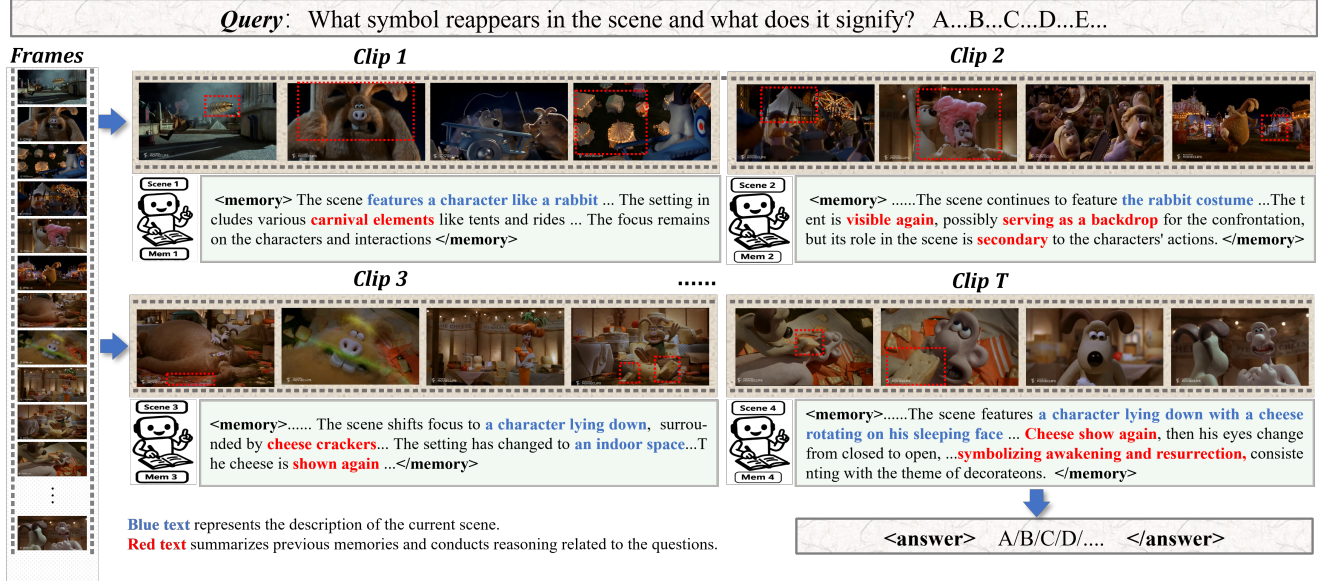 Query: What symbol reappears in the scene and what does it signify? A...B...C...D...E...
Frames
Clip 1
Clip 2
Scene 1
Mem 1
<memory> The scene features a character like a rabbit ... The setting in
cludes various carnival elements like tents and rides ... The focus remains
on the characters and interactions </memory>
Scene 2
Mem 2
<memory> ......The scene continues to feature the rabbit costume ...The t
ent is visible again, possibly serving as a backdrop for the confrontation,
but its role in the scene is secondary to the characters' actions. </memory>
Clip 3
......
Clip T
Scene 3
Mem 3
<memory>...... The scene shifts focus to a character lying down, surrou-
nded by cheese crackers... The setting has changed to an indoor space...T
he cheese is shown again ...</memory>
Scene 4
Mem 4
<memory>......The scene features a character lying down with a cheese
rotating on his sleeping face ... Cheese show again, then his eyes change
from closed to open, ...symbolizing awakening and resurrection, consiste
nting with the theme of decorateons. </memory>
Blue text represents the description of the current scene.
Red text summarizes previous memories and conducts reasoning related to the questions.
<answer> A/B/C/D/.... </answer>